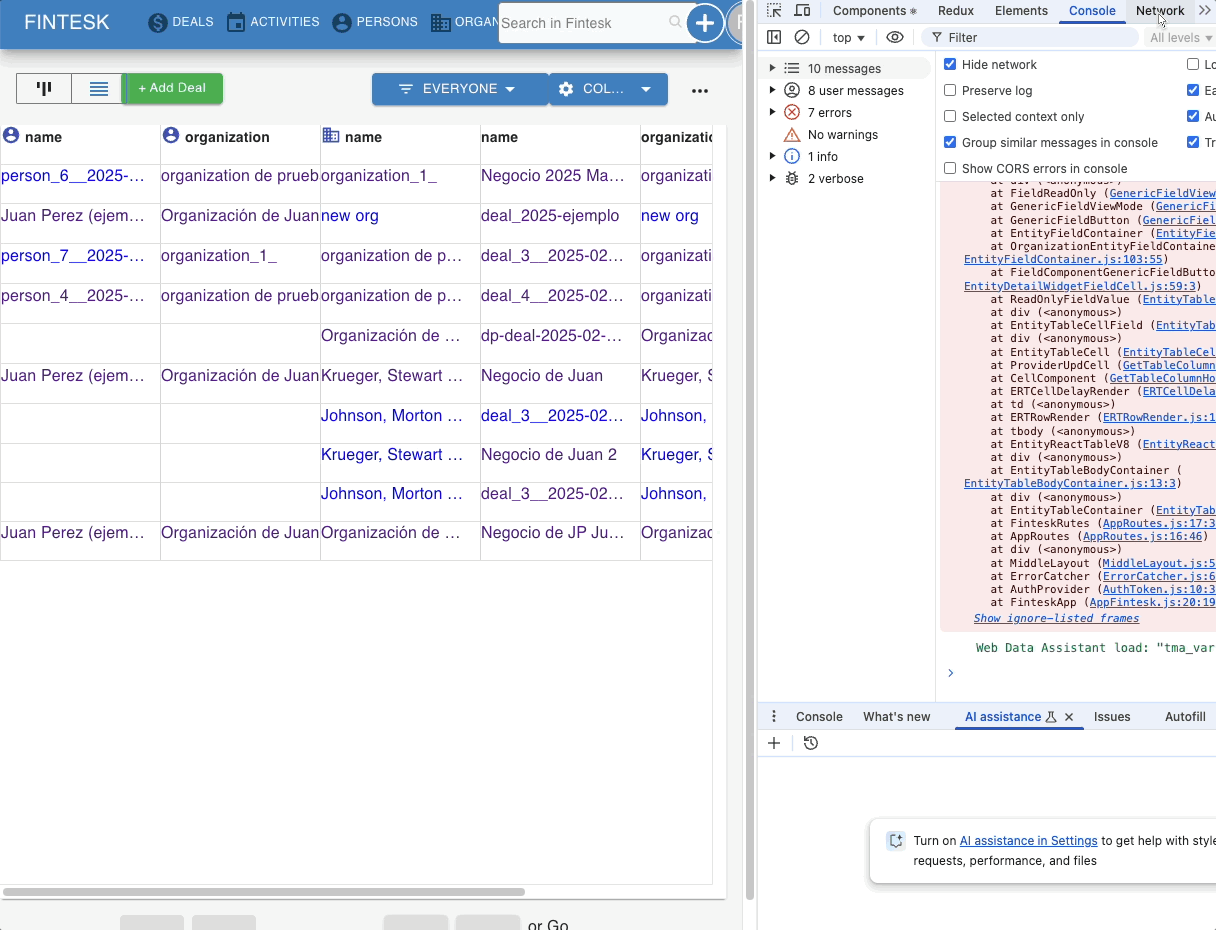 FINTESK
DEALS
ACTIVITIES
PERSONS
ORGAN
Search in Fintesk
+ Add Deal
EVERYONE
COL...
name organization name name organizatio
person_6__2025-... organization de prueb organization_1_ Negocio 2025 Ma... organizati
Juan Perez (ejem... Organización de Juan new org deal_2025-ejemplo new org
person_7__2025-... organization_1_ organization de p... deal_3__2025-02... organizati
person_4__2025-... organization de prueb organization de p... deal_4__2025-02... organizati
Organización de ... dp-deal-2025-02-... Organizac
Juan Perez (ejem... Organización de Juan Krueger, Stewart ... Negocio de Juan Krueger, S
Johnson, Morton ... deal_3__2025-02... Johnson,
Krueger, Stewart ... Negocio de Juan 2 Krueger, S
Johnson, Morton ... deal_3__2025-02... Johnson,
Juan Perez (ejem... Organización de Juan Organización de ... Negocio de JP Ju... Organizac
or Go
Components
Redux
Elements
Console
Network
top
Filter
All levels
10 messages
8 user messages
7 errors
No warnings
1 info
2 verbose
Hide network
Lo
Preserve log
Ea
Selected context only
Au
Group similar messages in console
Tr
Show CORS errors in console
at div (<anonymous>)
at FieldReadOnly (GenericFieldView
at GenericFieldViewMode (GenericFi
at GenericFieldButton (GenericFiel
at EntityFieldContainer (EntityFie
at OrganizationEntityFieldContaine
EntityFieldContainer.js:103:55)
at FieldComponentGenericFieldButto
EntityDetailWidgetFieldCell.js:59:3)
at ReadOnlyFieldValue (EntityTable
at div (<anonymous>)
at EntityTableCellField (EntityTab
at div (<anonymous>)
at EntityTableCell (EntityTableCel
at ProviderUpdCell (GetTableColumn
at CellComponent (GetTableColumnHo
at ERTCellDelayRender (ERTCellDela
at td (<anonymous>)
at ERTRowRender (ERTRowRender.js:1
at tbody (<anonymous>)
at EntityReactTableV8 (EntityReact
at div (<anonymous>)
at EntityTableBodyContainer (
EntityTableBodyContainer.js:13:3)
at div (<anonymous>)
at EntityTableContainer (EntityTab
at FinteskRutes (AppRoutes.js:17:3
at AppRoutes (AppRoutes.js:16:46)
at div (<anonymous>)
at MiddleLayout (MiddleLayout.js:5
at ErrorCatcher (ErrorCatcher.js:6
at AuthProvider (AuthToken.js:10:3
at FinteskApp (AppFintesk.js:20:19
Show ignore-listed frames
Web Data Assistant load: "tma_var
Console
What's new
AI assistance
Issues
Autofill
Turn on AI assistance in Settings to get help with style
requests, performance, and files